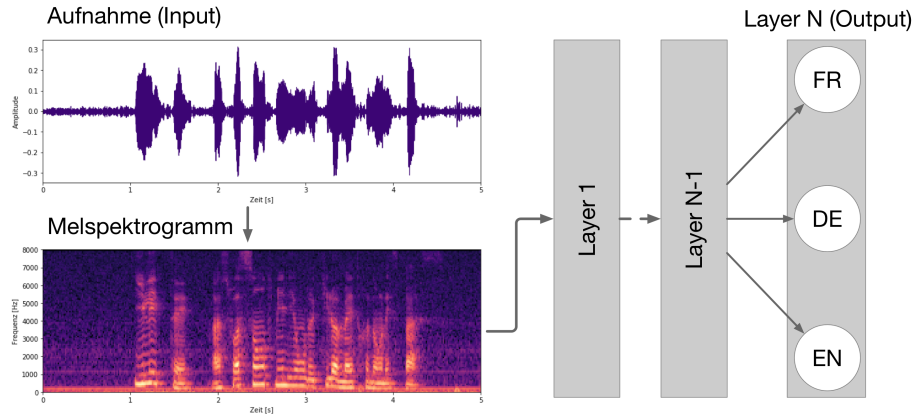 Aufnahme (Input)
Amplitude
0.3
0.2
0.1
0.0
−0.1
−0.2
−0.3
0
1
2
3
4
5
Zeit [s]
Melspektrogramm
Frequenz [Hz]
8000
7000
6000
5000
4000
3000
2000
1000
0
0
1
2
3
4
5
Zeit [s]
Layer 1
Layer N-1
Layer N (Output)
FR
DE
EN